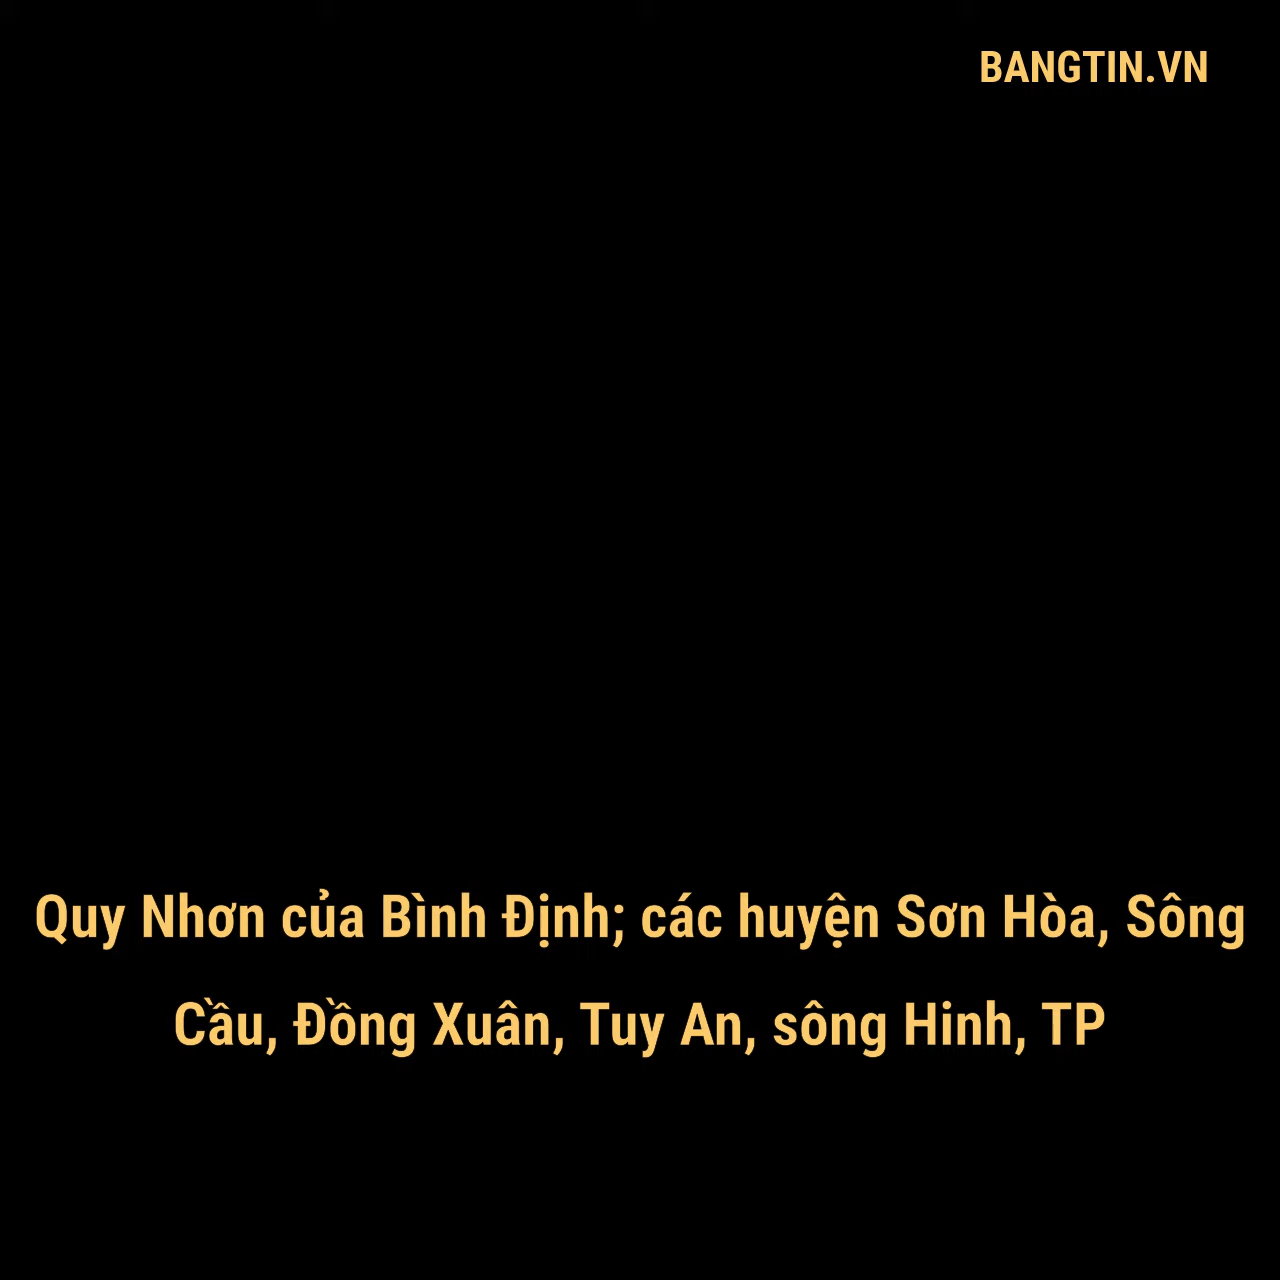 BANGTIN.VN
Quy Nhơn của Bình Định; các huyện Sơn Hòa, Sông
Cầu, Đồng Xuân, Tuy An, sông Hinh, TP